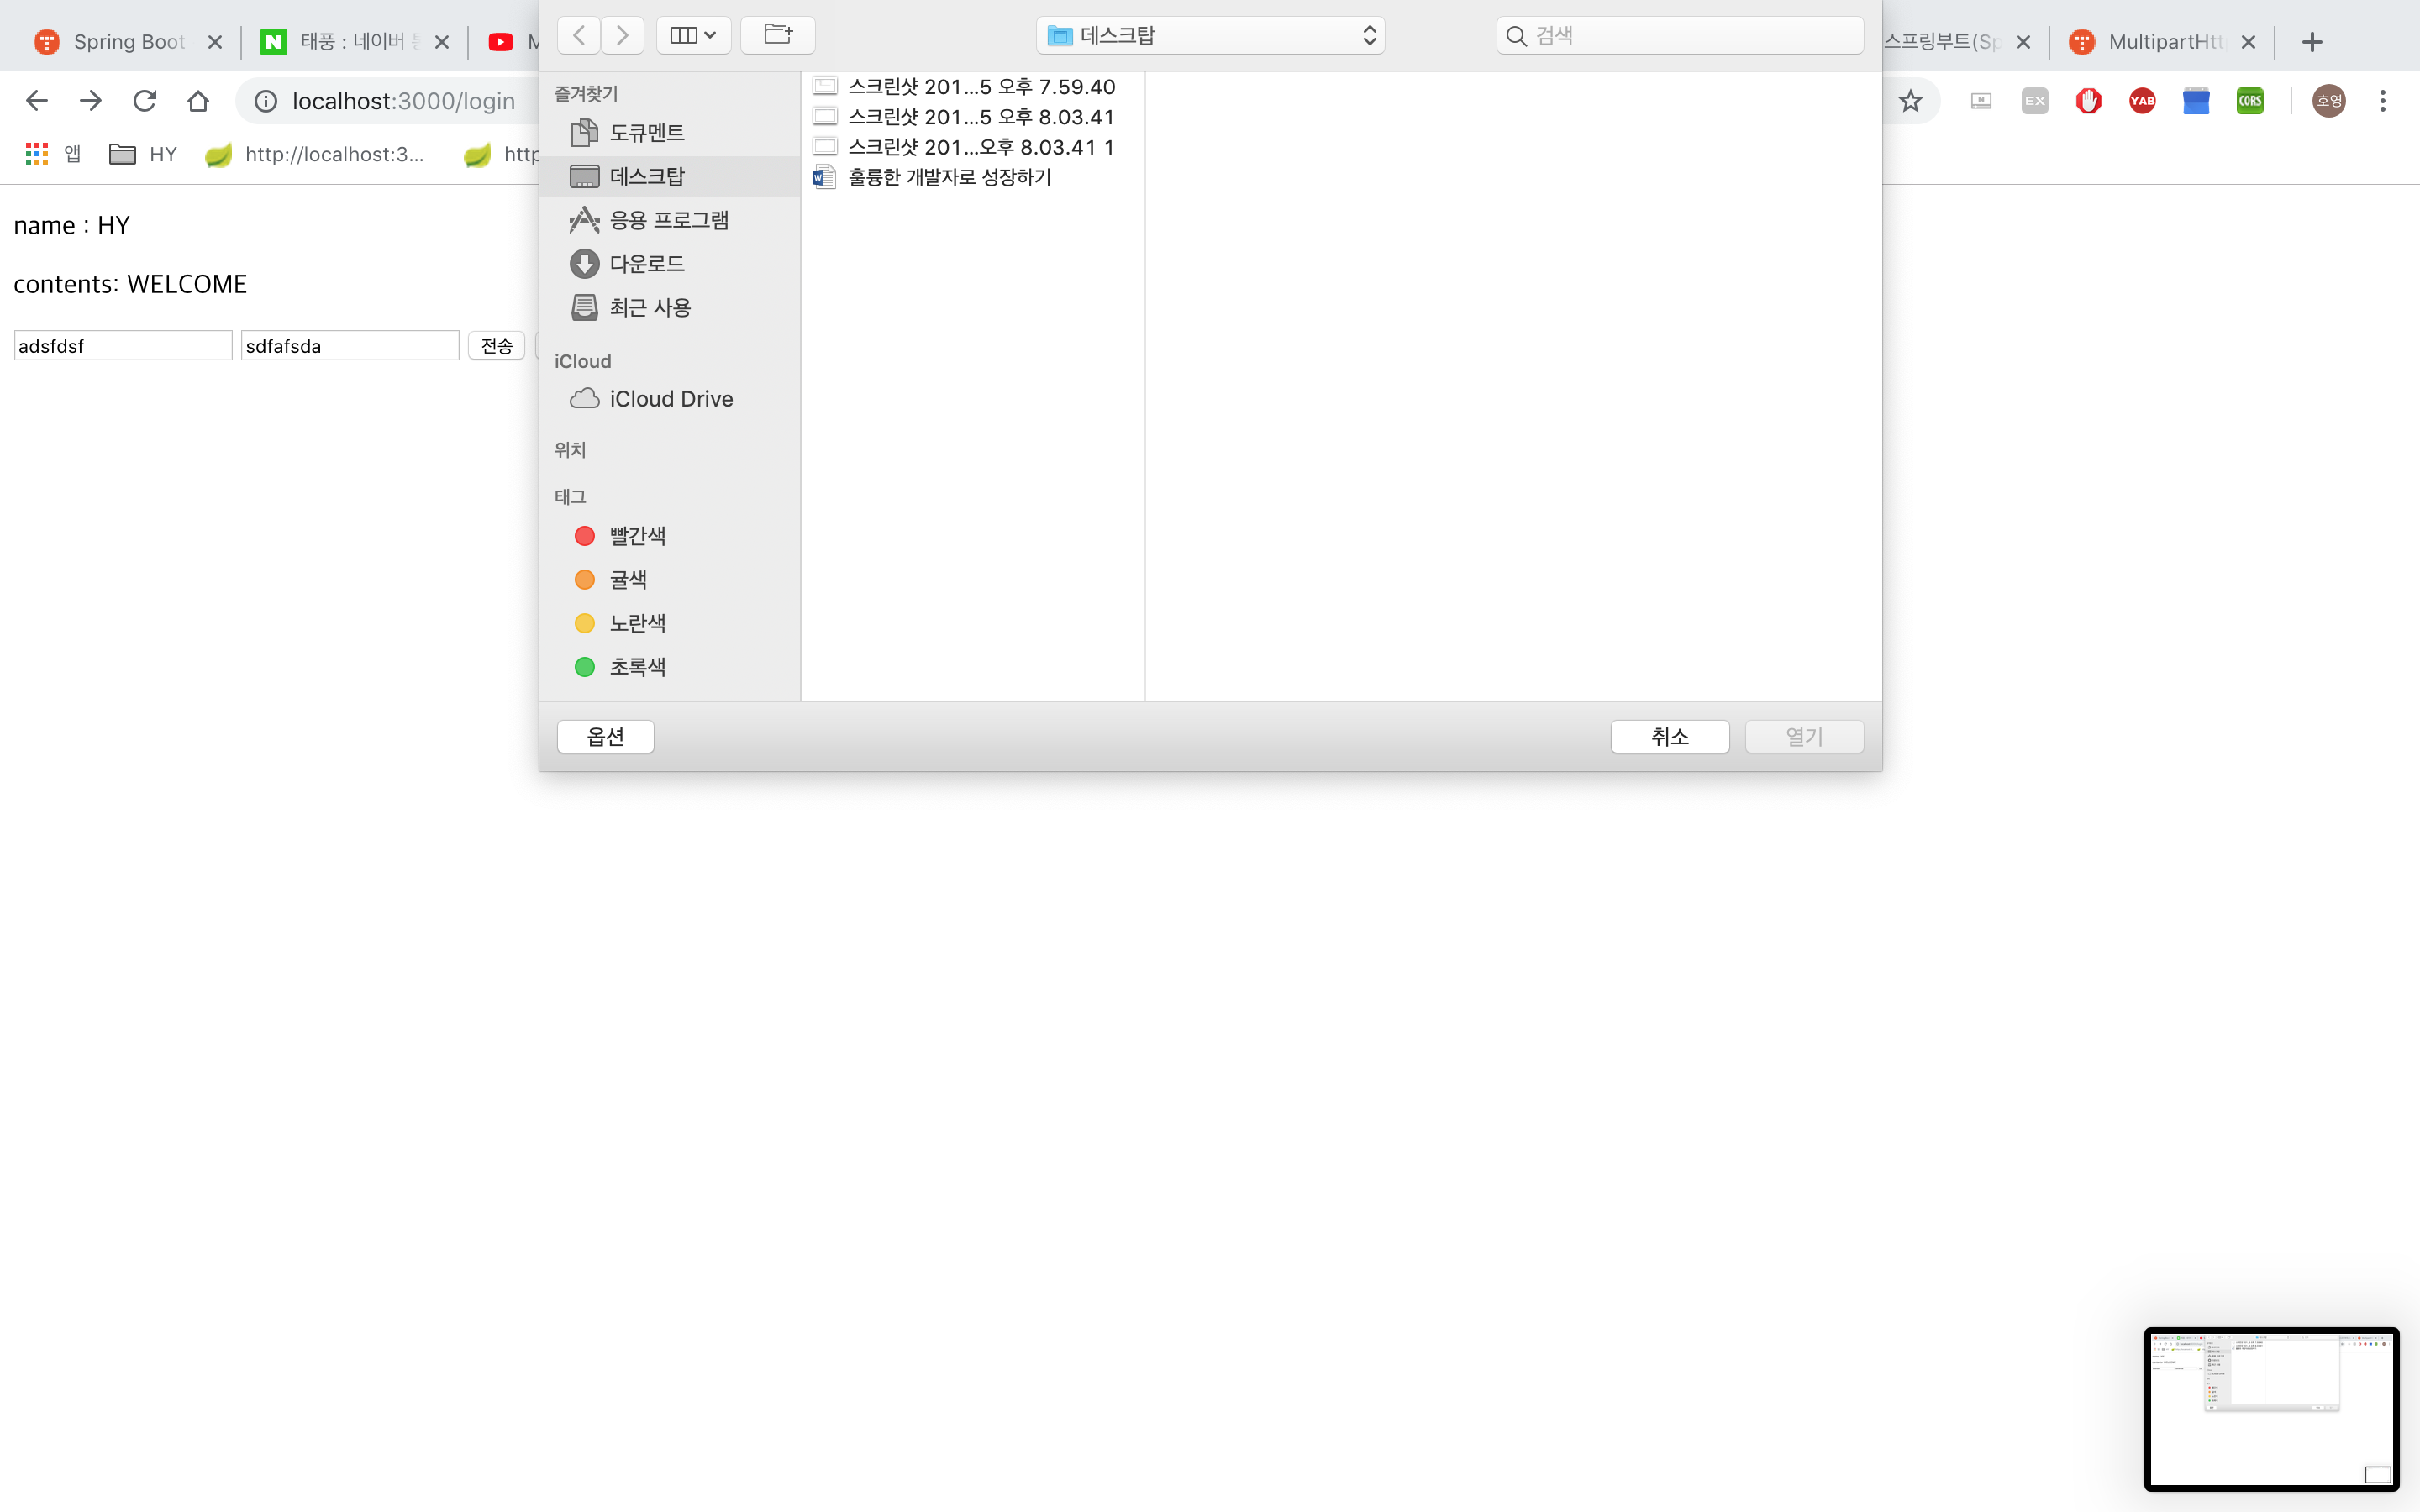 Spring Boot
태풍 : 네이버
스프링부트(Sp
MultipartHtt
localhost:3000/login
EX
YAB
CORS
호영
앱
HY
http://localhost:3...
http
데스크탑
검색
즐겨찾기
도큐멘트
데스크탑
응용 프로그램
다운로드
최근 사용
iCloud
iCloud Drive
위치
태그
빨간색
귤색
노란색
초록색
스크린샷 201...5 오후 7.59.40
스크린샷 201...5 오후 8.03.41
스크린샷 201...오후 8.03.41 1
훌륭한 개발자로 성장하기
옵션
취소
열기
name : HY
contents: WELCOME
adsfdsf
sdfafsda
전송